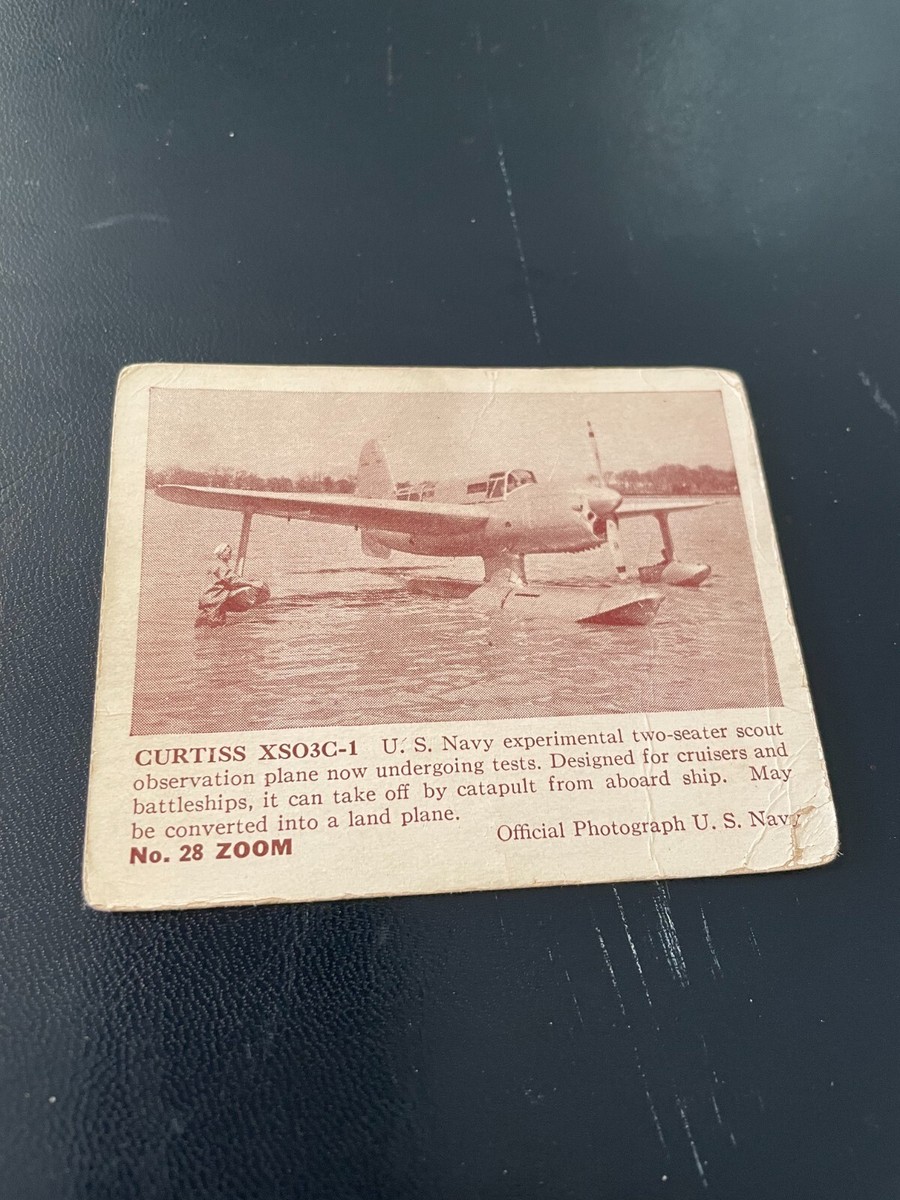 CURTISS XSO3C-1 U. S. Navy experimental two-seater scout
observation plane now undergoing tests. Designed for cruisers and
battleships, it can take off by catapult from aboard ship. May
be converted into a land plane.
Official Photograph U. S. Navy
No. 28 ZOOM